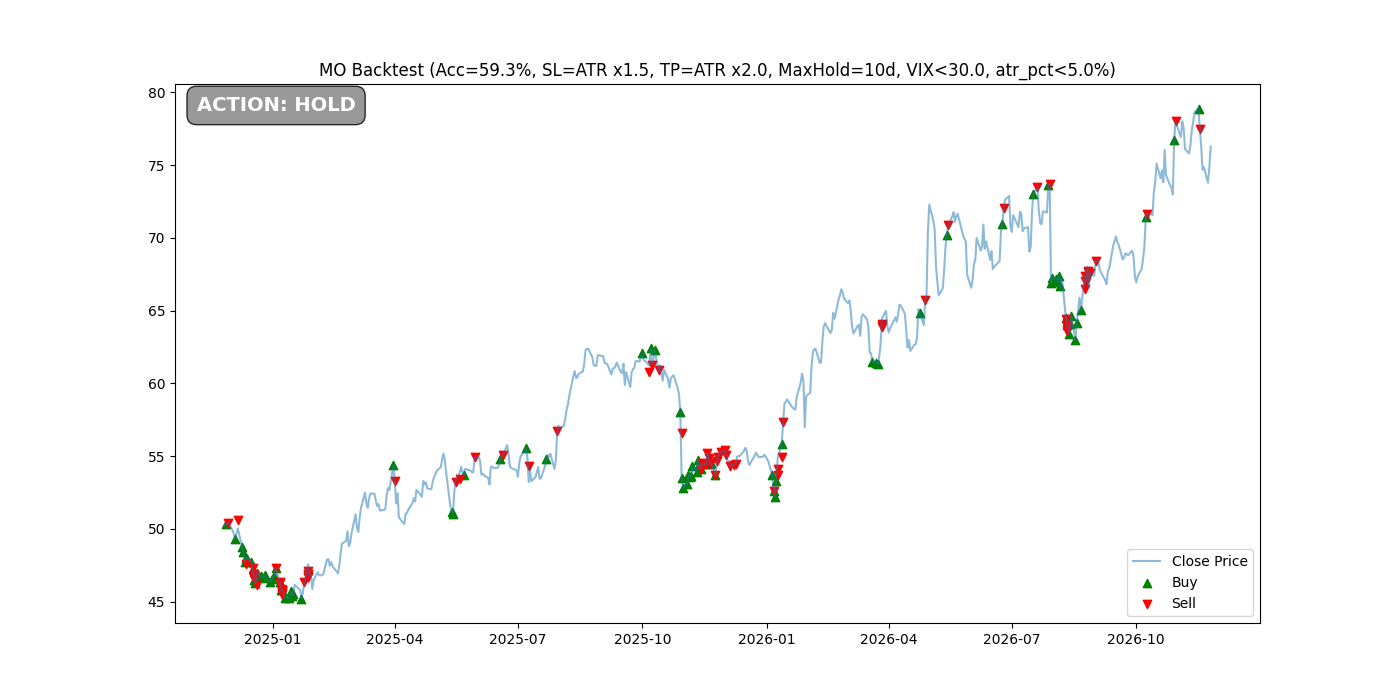 MO Backtest (Acc=59.3%, SL=ATR x1.5, TP=ATR x2.0, MaxHold=10d, VIX<30.0, atr_pct<5.0%)
ACTION: HOLD
80
75
70
65
60
55
50
45
Close Price
Buy
Sell
2025-01 2025-04 2025-07 2025-10 2026-01 2026-04 2026-07 2026-10